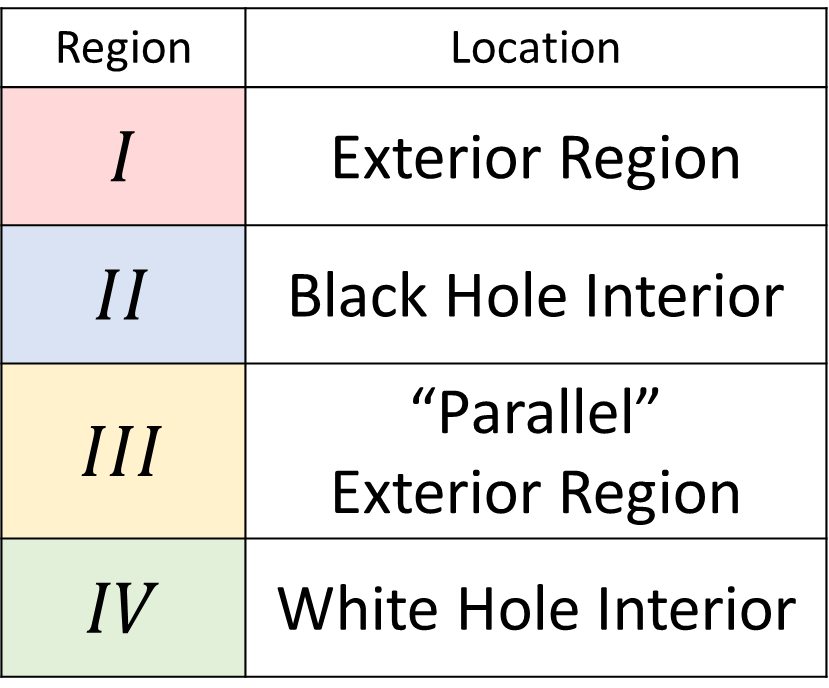 Region Location
I Exterior Region
II Black Hole Interior
III “Parallel”
Exterior Region
IV White Hole Interior